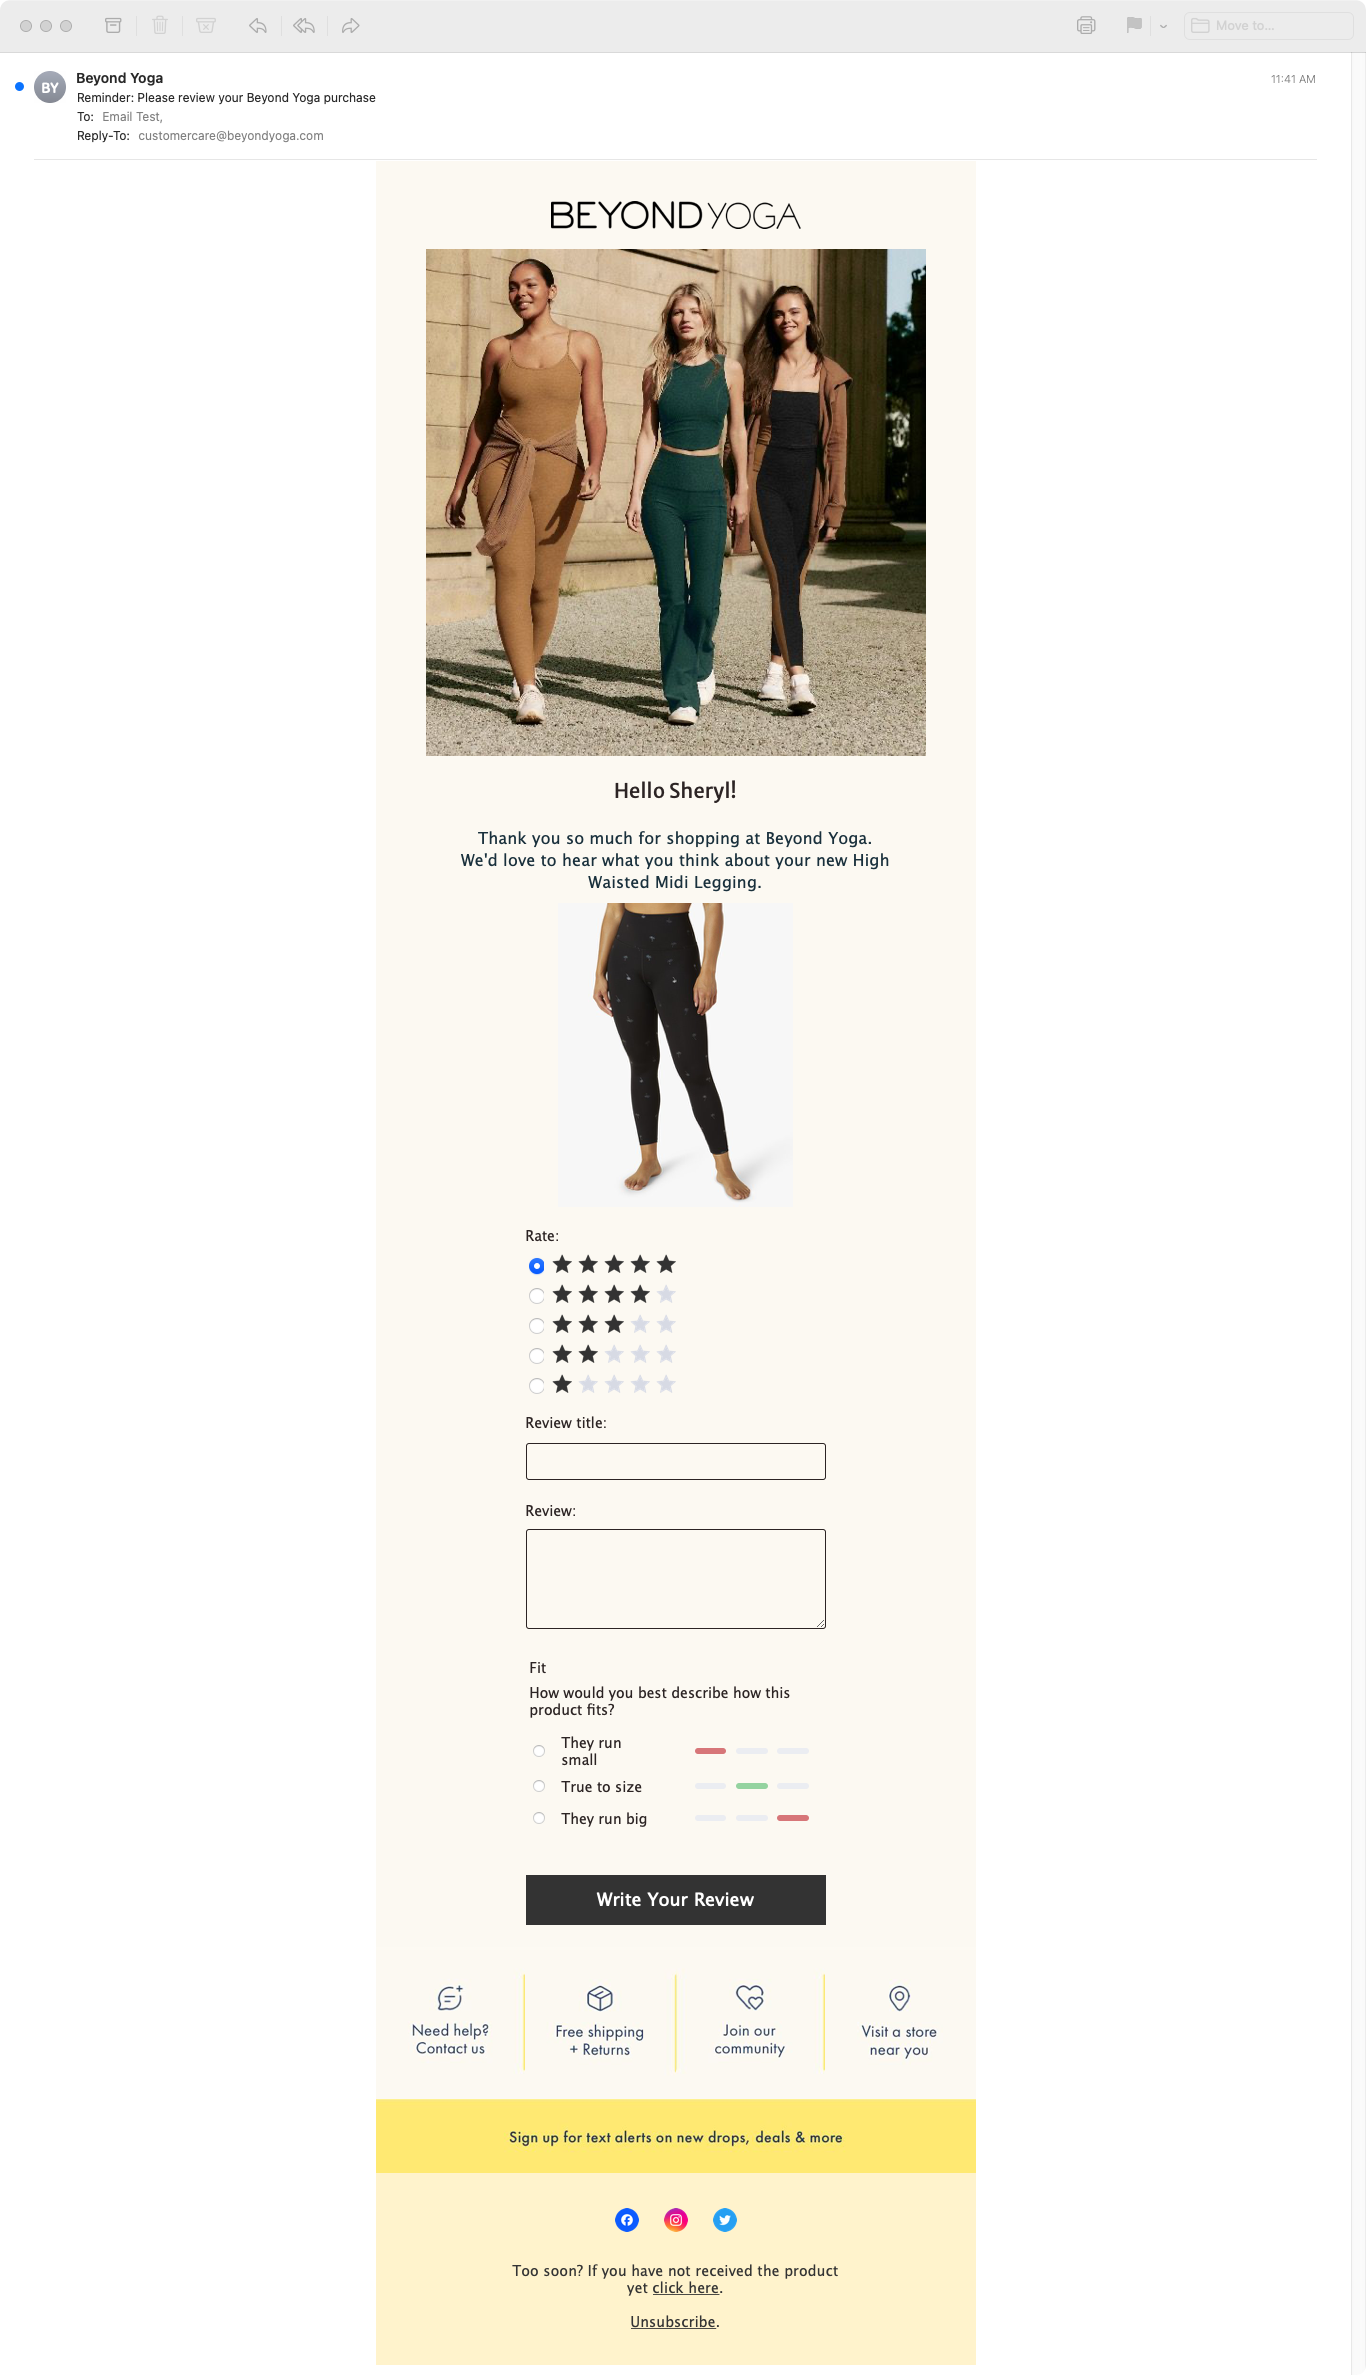 Move to...
BY
Beyond Yoga
11:41 AM
Reminder: Please review your Beyond Yoga purchase
To: Email Test,
Reply-To: customercare@beyondyoga.com
BEYOND YOGA
Hello Sheryl!
Thank you so much for shopping at Beyond Yoga.
We'd love to hear what you think about your new High
Waisted Midi Legging.
Rate:
Review title:
Review:
Fit
How would you best describe how this
product fits?
They run
small
True to size
They run big
Write Your Review
Need help?
Contact us
Free shipping
+ Returns
Join our
community
Visit a store
near you
Sign up for text alerts on new drops, deals & more
Too soon? If you have not received the product
yet click here.
Unsubscribe.